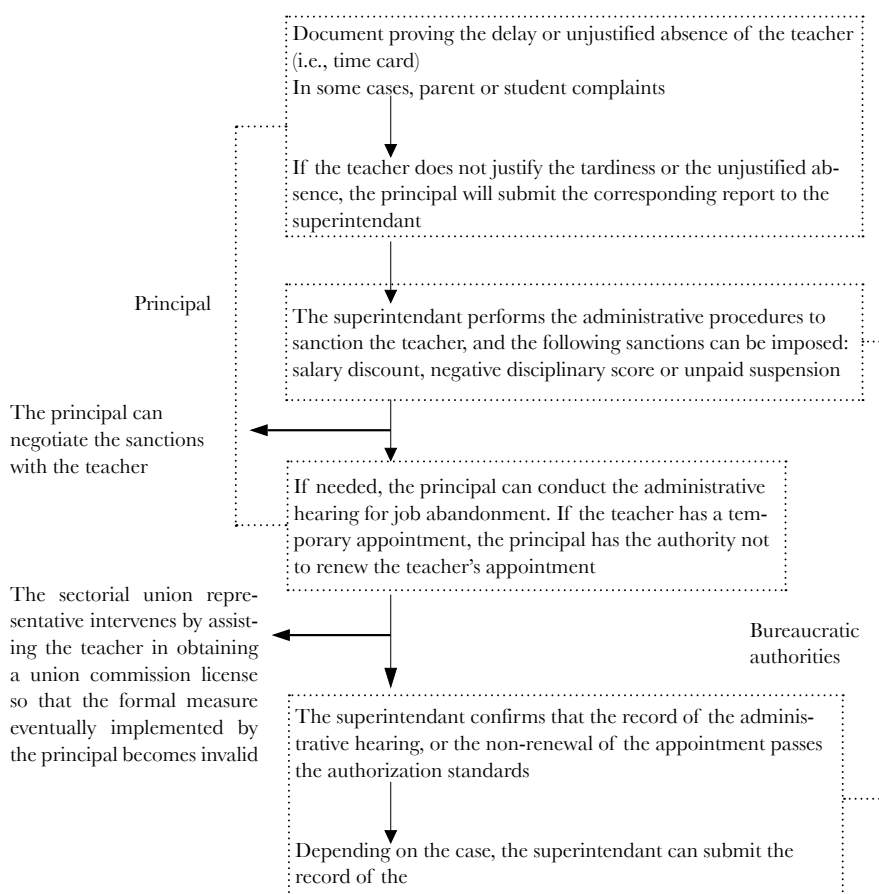 Document proving the delay or unjustified absence of the teacher
(i.e., time card)
In some cases, parent or student complaints
If the teacher does not justify the tardiness or the unjustified ab-
sence, the principal will submit the corresponding report to the
superintendant
Principal
The superintendant performs the administrative procedures to
sanction the teacher, and the following sanctions can be imposed:
salary discount, negative disciplinary score or unpaid suspension
The principal can
negotiate the sanctions
with the teacher
If needed, the principal can conduct the administrative
hearing for job abandonment. If the teacher has a tem-
porary appointment, the principal has the authority not
to renew the teacher's appointment
The sectorial union repre-
sentative intervenes by assist-
ing the teacher in obtaining
a union commission license
so that the formal measure
eventually implemented by
the principal becomes invalid
Bureaucratic
authorities
The superintendant confirms that the record of the adminis-
trative hearing, or the non-renewal of the appointment passes
the authorization standards
Depending on the case, the superintendant can submit the
record of the